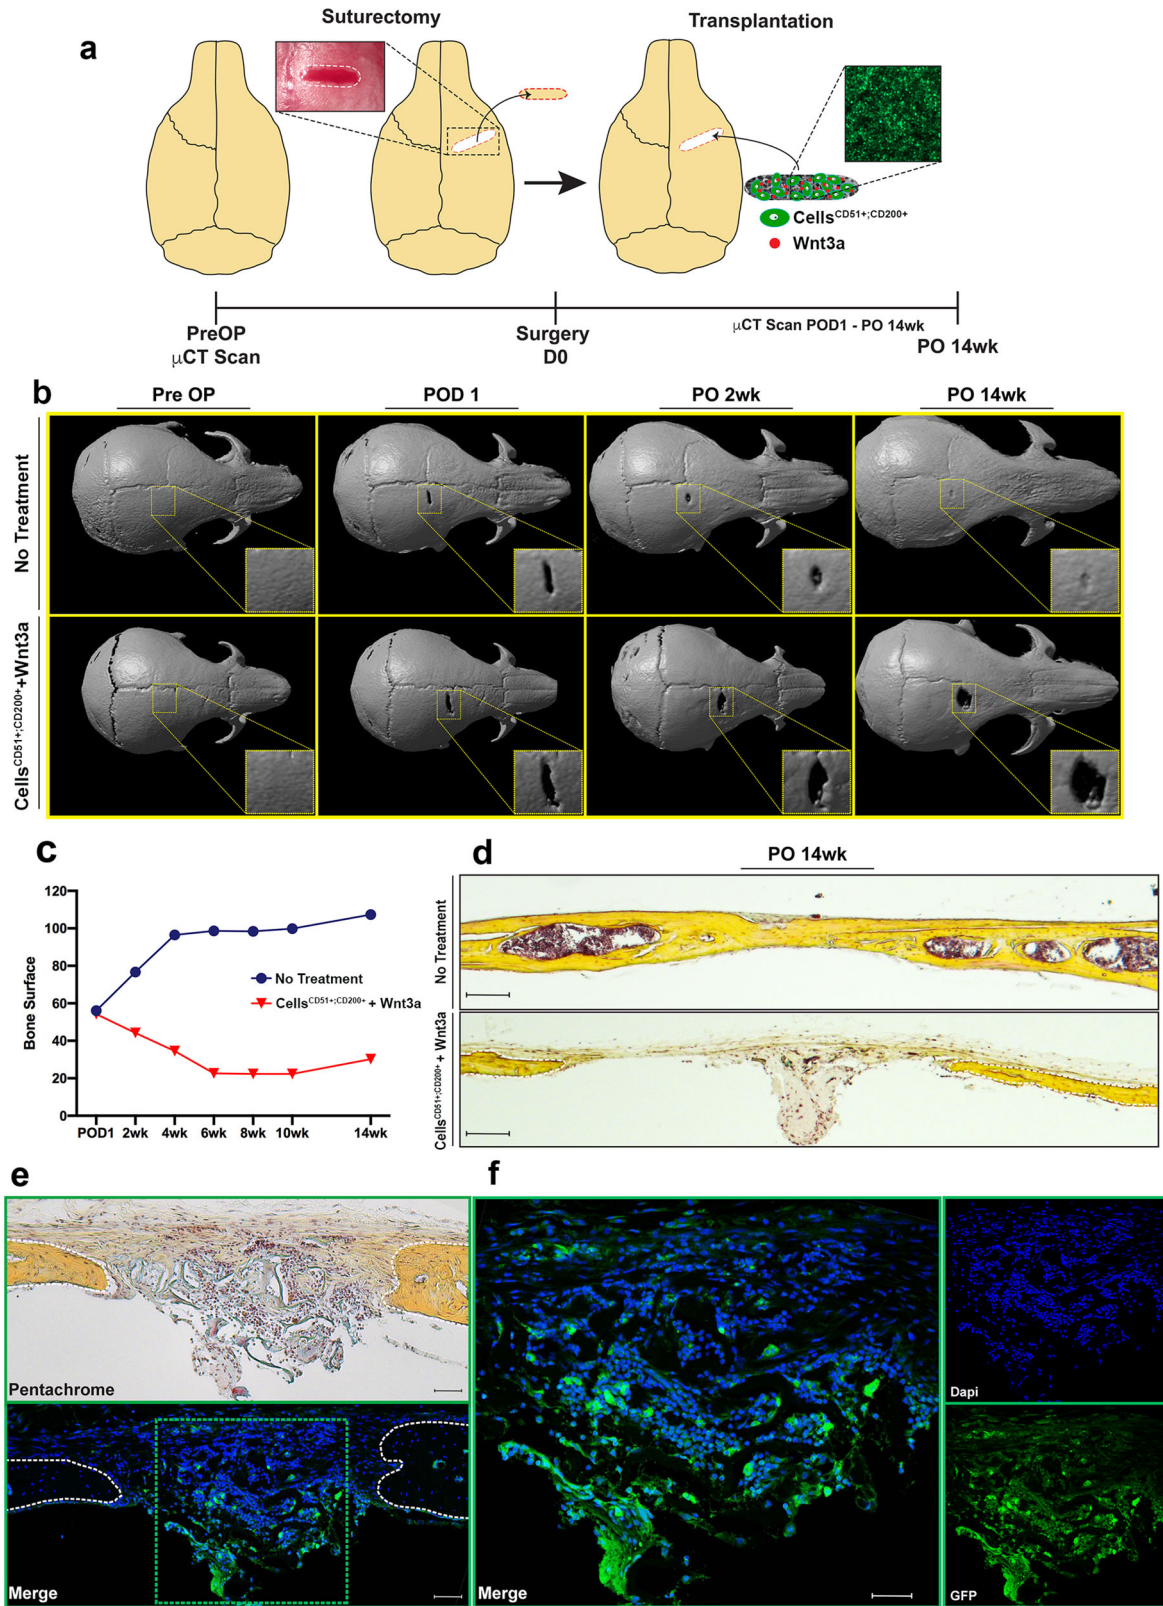 a
Suturectomy
Transplantation
Cells^CD51+;CD200+
Wnt3a
PreOP
μCT Scan
Surgery
D0
μCT Scan POD1 - PO 14wk
PO 14wk
b
Pre OP
POD 1
PO 2wk
PO 14wk
No Treatment
Cells^CD51+;CD200+ +Wnt3a
c
Bone Surface
120
100
80
60
40
20
0
POD1
2wk
4wk
6wk
8wk
10wk
14wk
No Treatment
Cells^CD51+;CD200+ + Wnt3a
d
PO 14wk
No Treatment
Cells^CD51+;CD200+ + Wnt3a
e
Pentachrome
Merge
f
Merge
Dapi
GFP